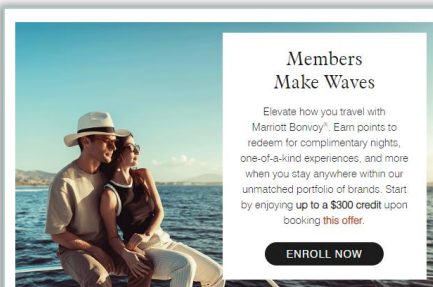 Members
Make Waves
Elevate how you travel with
Marriott Bonvoy®. Earn points to
redeem for complimentary nights,
one-of-a-kind experiences, and more
when you stay anywhere within our
unmatched portfolio of brands. Start
by enjoying up to a $300 credit upon
booking this offer.
ENROLL NOW